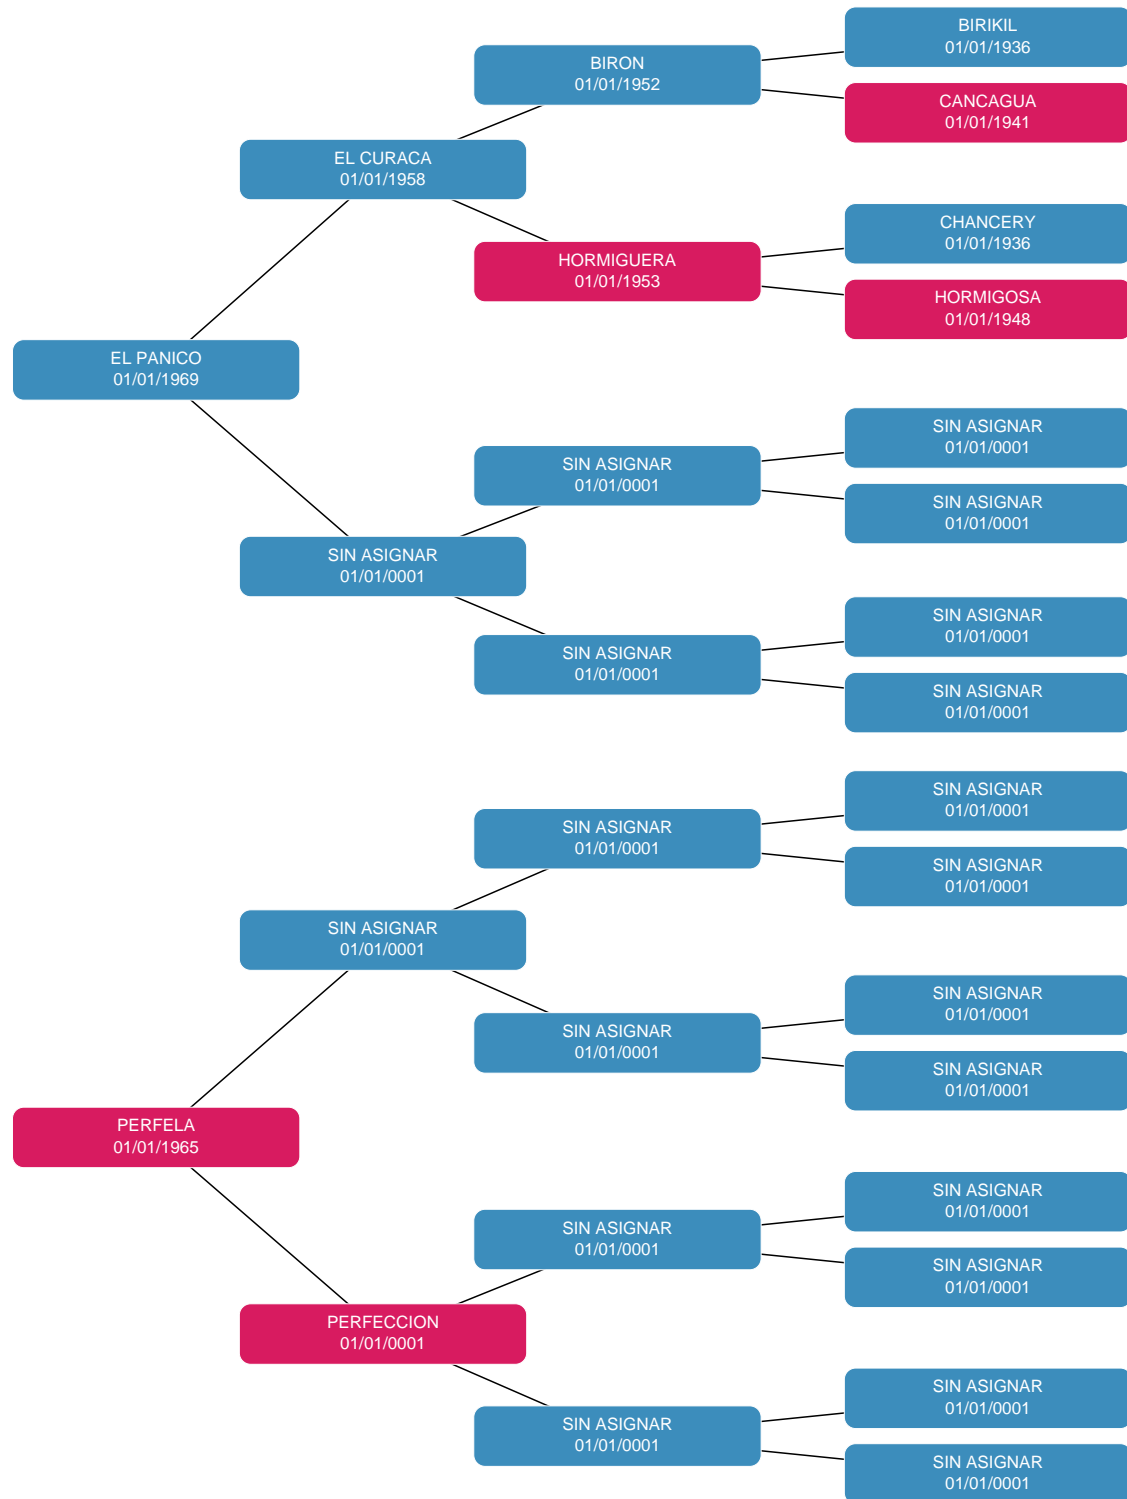 BIRIKIL
01/01/1936
BIRON
01/01/1952
CANCAGUA
01/01/1941
EL CURACA
01/01/1958
CHANCERY
01/01/1936
HORMIGUERA
01/01/1953
HORMIGOSA
01/01/1948
EL PANICO
01/01/1969
SIN ASIGNAR
01/01/0001
SIN ASIGNAR
01/01/0001
SIN ASIGNAR
01/01/0001
SIN ASIGNAR
01/01/0001
SIN ASIGNAR
01/01/0001
SIN ASIGNAR
01/01/0001
SIN ASIGNAR
01/01/0001
SIN ASIGNAR
01/01/0001
SIN ASIGNAR
01/01/0001
SIN ASIGNAR
01/01/0001
SIN ASIGNAR
01/01/0001
SIN ASIGNAR
01/01/0001
SIN ASIGNAR
01/01/0001
SIN ASIGNAR
01/01/0001
PERFELA
01/01/1965
SIN ASIGNAR
01/01/0001
SIN ASIGNAR
01/01/0001
SIN ASIGNAR
01/01/0001
PERFECCION
01/01/0001
SIN ASIGNAR
01/01/0001
SIN ASIGNAR
01/01/0001
SIN ASIGNAR
01/01/0001